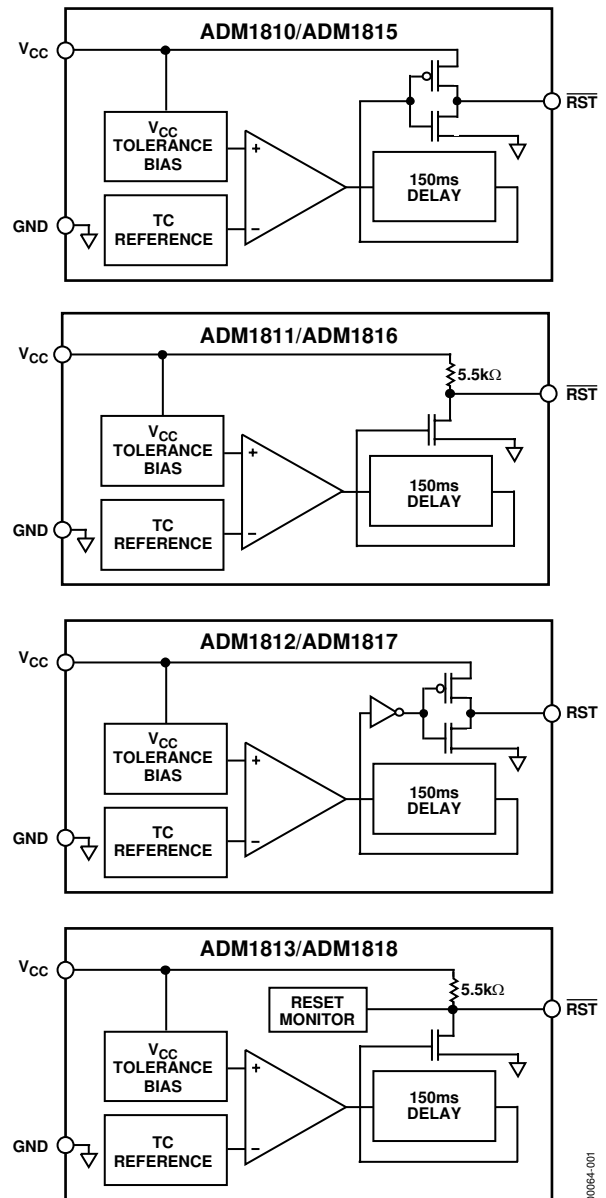 ADM1810/ADM1815
VCC
VCC
TOLERANCE
BIAS
+
RST
150ms
DELAY
GND
TC
REFERENCE
–
ADM1811/ADM1816
VCC
5.5kΩ
RST
VCC
TOLERANCE
BIAS
+
150ms
DELAY
GND
TC
REFERENCE
–
ADM1812/ADM1817
VCC
RST
VCC
TOLERANCE
BIAS
+
150ms
DELAY
GND
TC
REFERENCE
–
ADM1813/ADM1818
VCC
5.5kΩ
RESET
MONITOR
RST
VCC
TOLERANCE
BIAS
+
150ms
DELAY
GND
TC
REFERENCE
–
00064-001